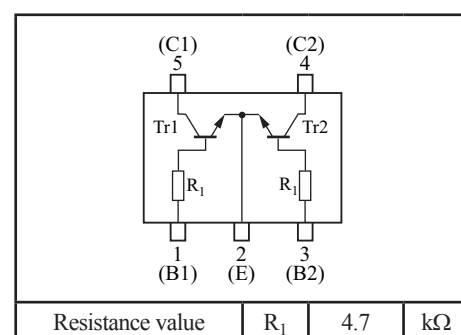 (C1) (C2)
5 4
Tr1 Tr2
R1 R1
1 2 3
(B1) (E) (B2)
Resistance value R1 4.7 kΩ